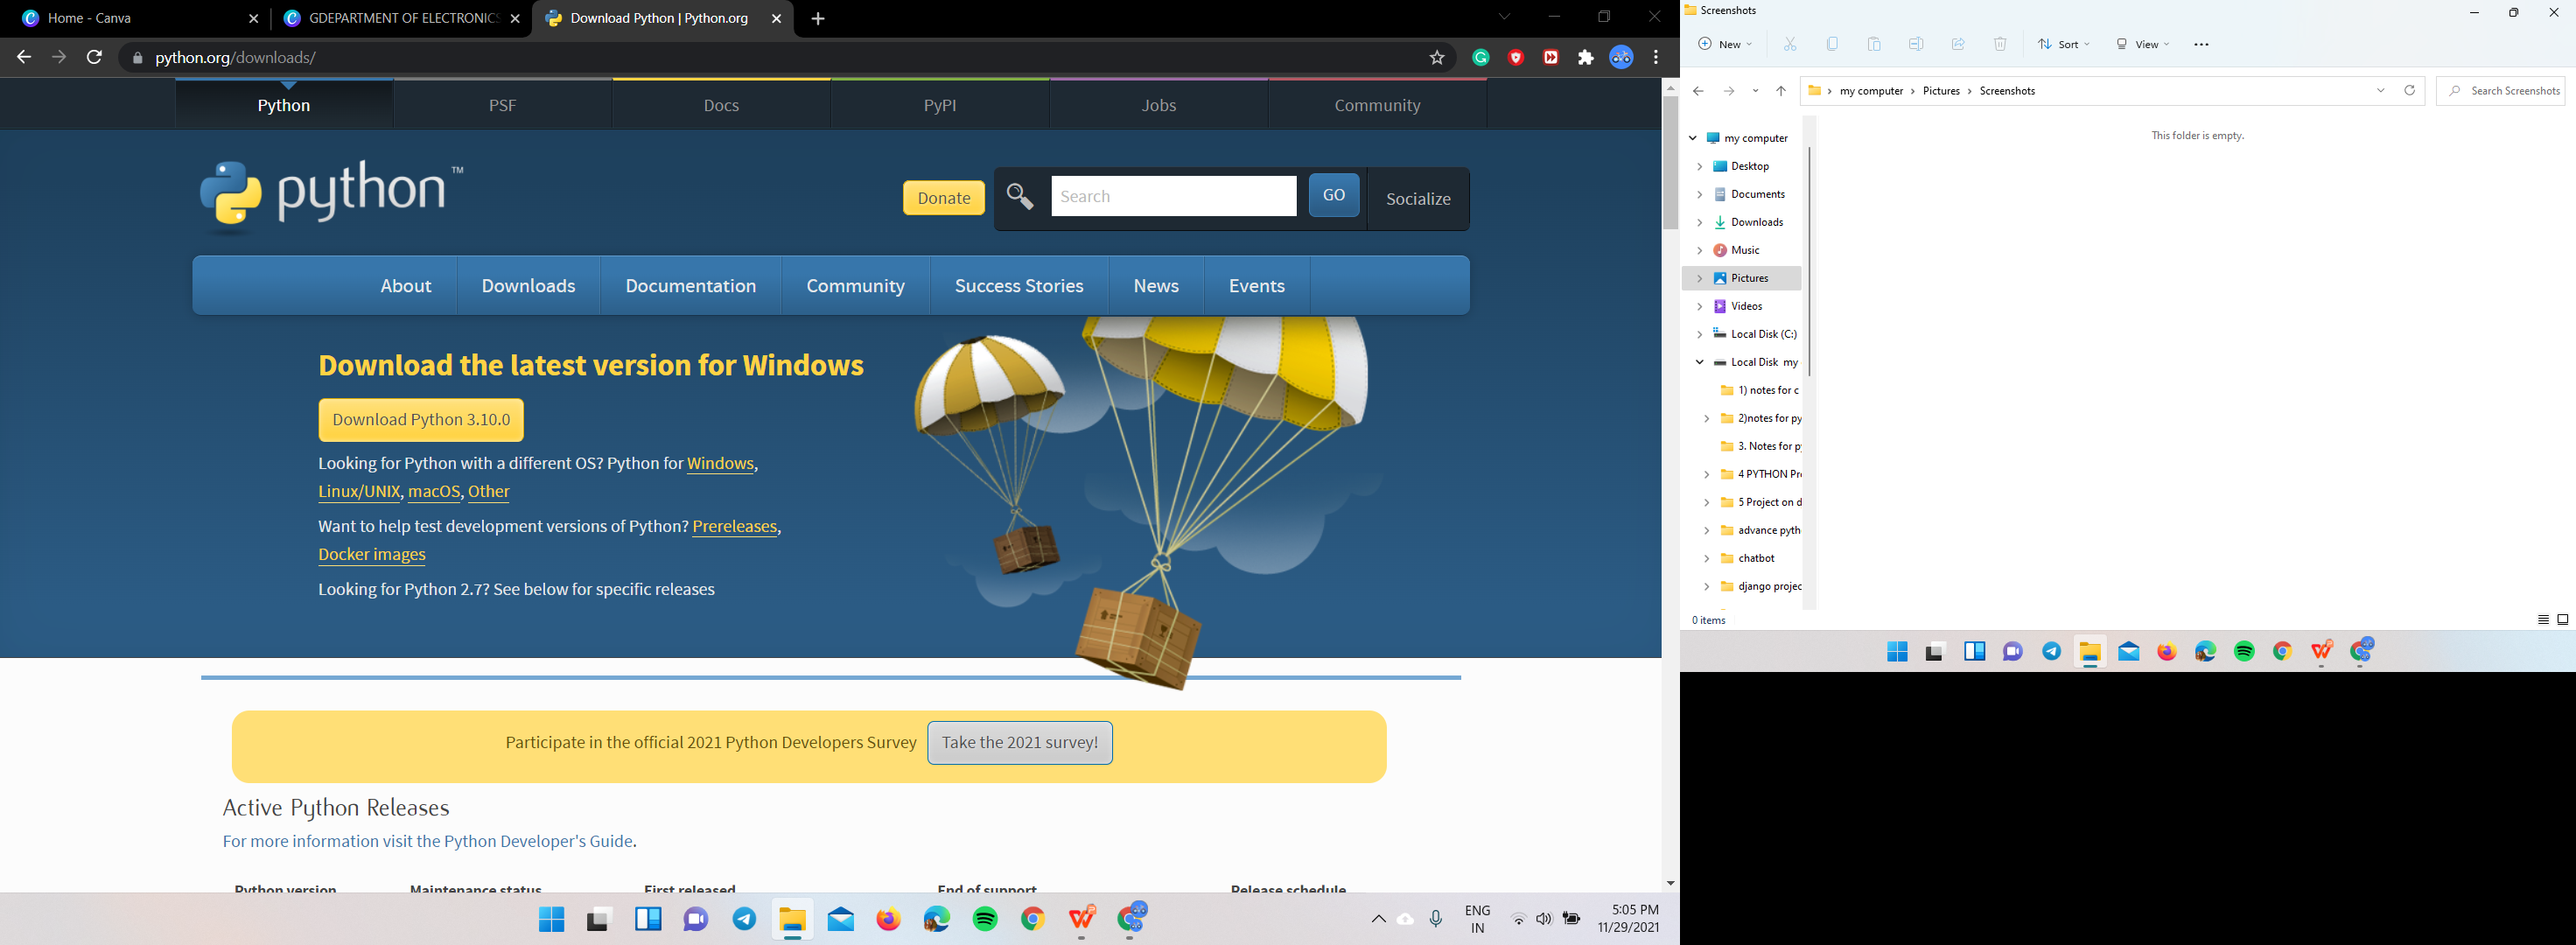 Home - Canva
GDEPARTMENT OF ELECTRONICS
Download Python | Python.org
python.org/downloads/
Python
PSF
Docs
PyPI
Jobs
Community
python™
Donate
Search
GO
Socialize
About
Downloads
Documentation
Community
Success Stories
News
Events
Download the latest version for Windows
Download Python 3.10.0
Looking for Python with a different OS? Python for Windows,
Linux/UNIX, macOS, Other
Want to help test development versions of Python? Prereleases,
Docker images
Looking for Python 2.7? See below for specific releases
Participate in the official 2021 Python Developers Survey
Take the 2021 survey!
Active Python Releases
For more information visit the Python Developer's Guide.
Python version
Maintenance status
First released
End of support
Release schedule
ENG
IN
5:05 PM
11/29/2021
Screenshots
New
Sort
View
my computer > Pictures > Screenshots
Search Screenshots
my computer
Desktop
Documents
Downloads
Music
Pictures
Videos
Local Disk (C:)
Local Disk my
1) notes for c
2)notes for py
3. Notes for p
4 PYTHON Pr
5 Project on d
advance pyth
chatbot
django projec
This folder is empty.
0 items